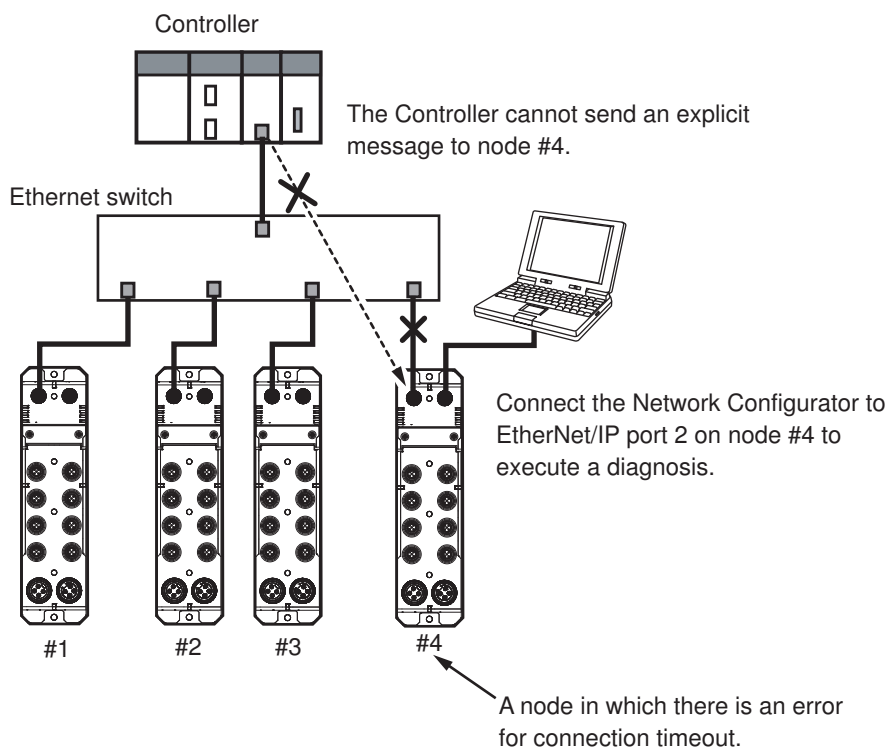 Controller
The Controller cannot send an explicit
message to node #4.
Ethernet switch
Connect the Network Configurator to
EtherNet/IP port 2 on node #4 to
execute a diagnosis.
#1
#2
#3
#4
A node in which there is an error
for connection timeout.